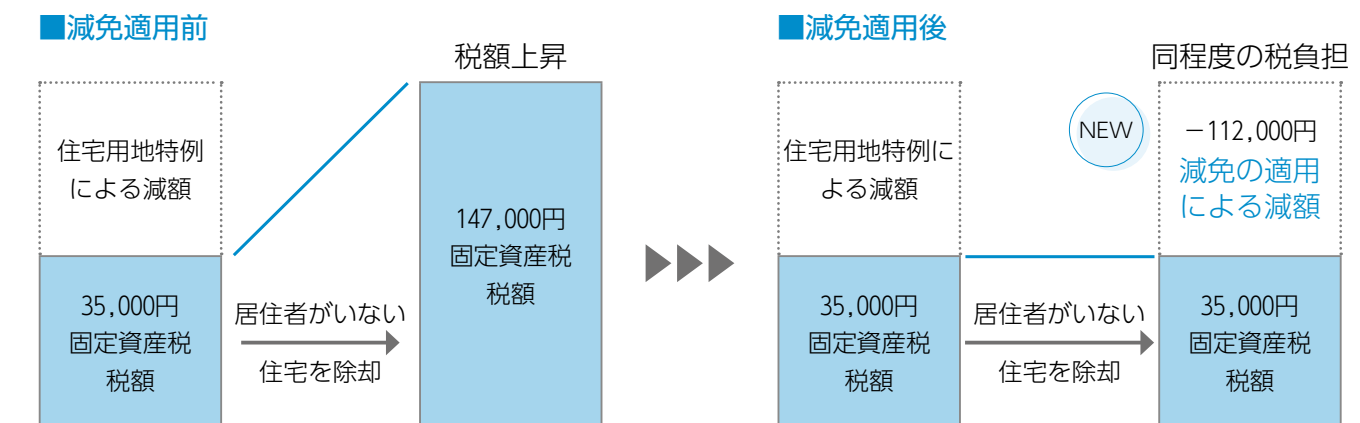 ■減免適用前
税額上昇
住宅用地特例
による減額
35,000円
固定資産税
税額
居住者がいない
住宅を除却
147,000円
固定資産税
税額
■減免適用後
同程度の税負担
住宅用地特例に
よる減額
35,000円
固定資産税
税額
居住者がいない
住宅を除却
NEW
−112,000円
減免の適用
による減額
35,000円
固定資産税
税額